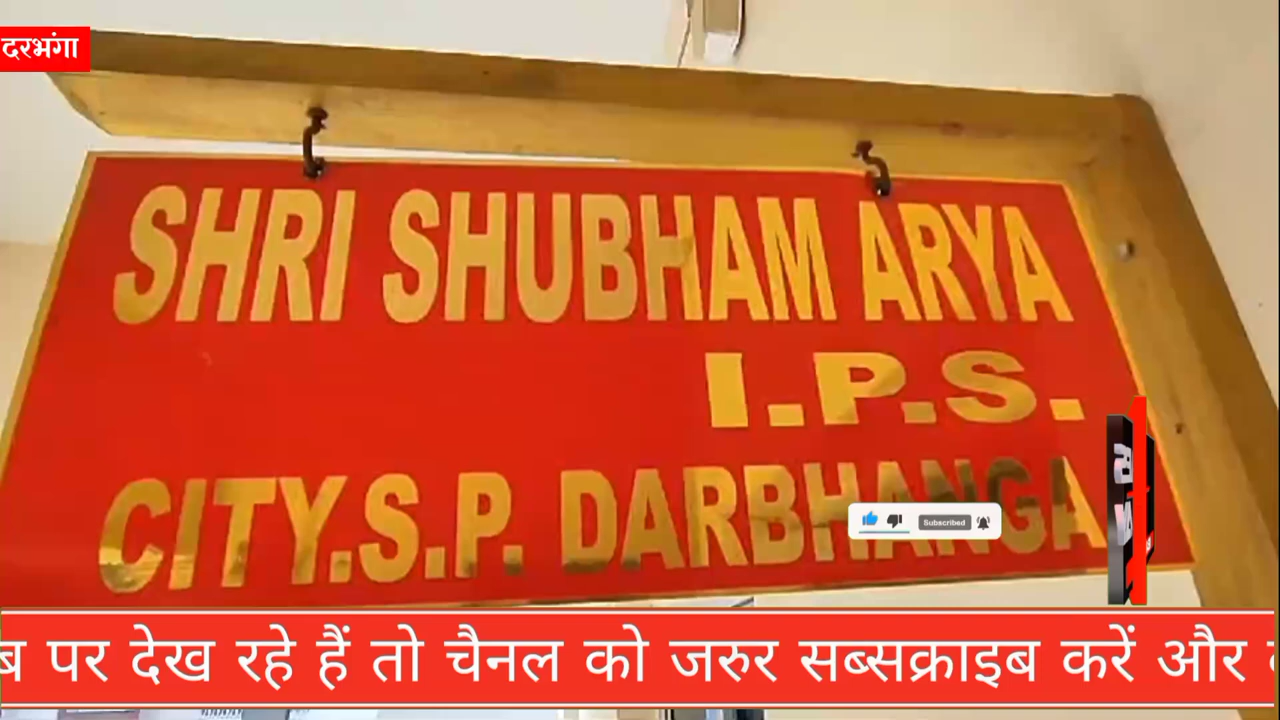 दरभंगा
SHRI SHUBHAM ARYA
I.P.S.
CITY.S.P. DARBHANGA
Subscribed
पर देख रहे हैं तो चैनल को जरुर सब्सक्राइब करें और